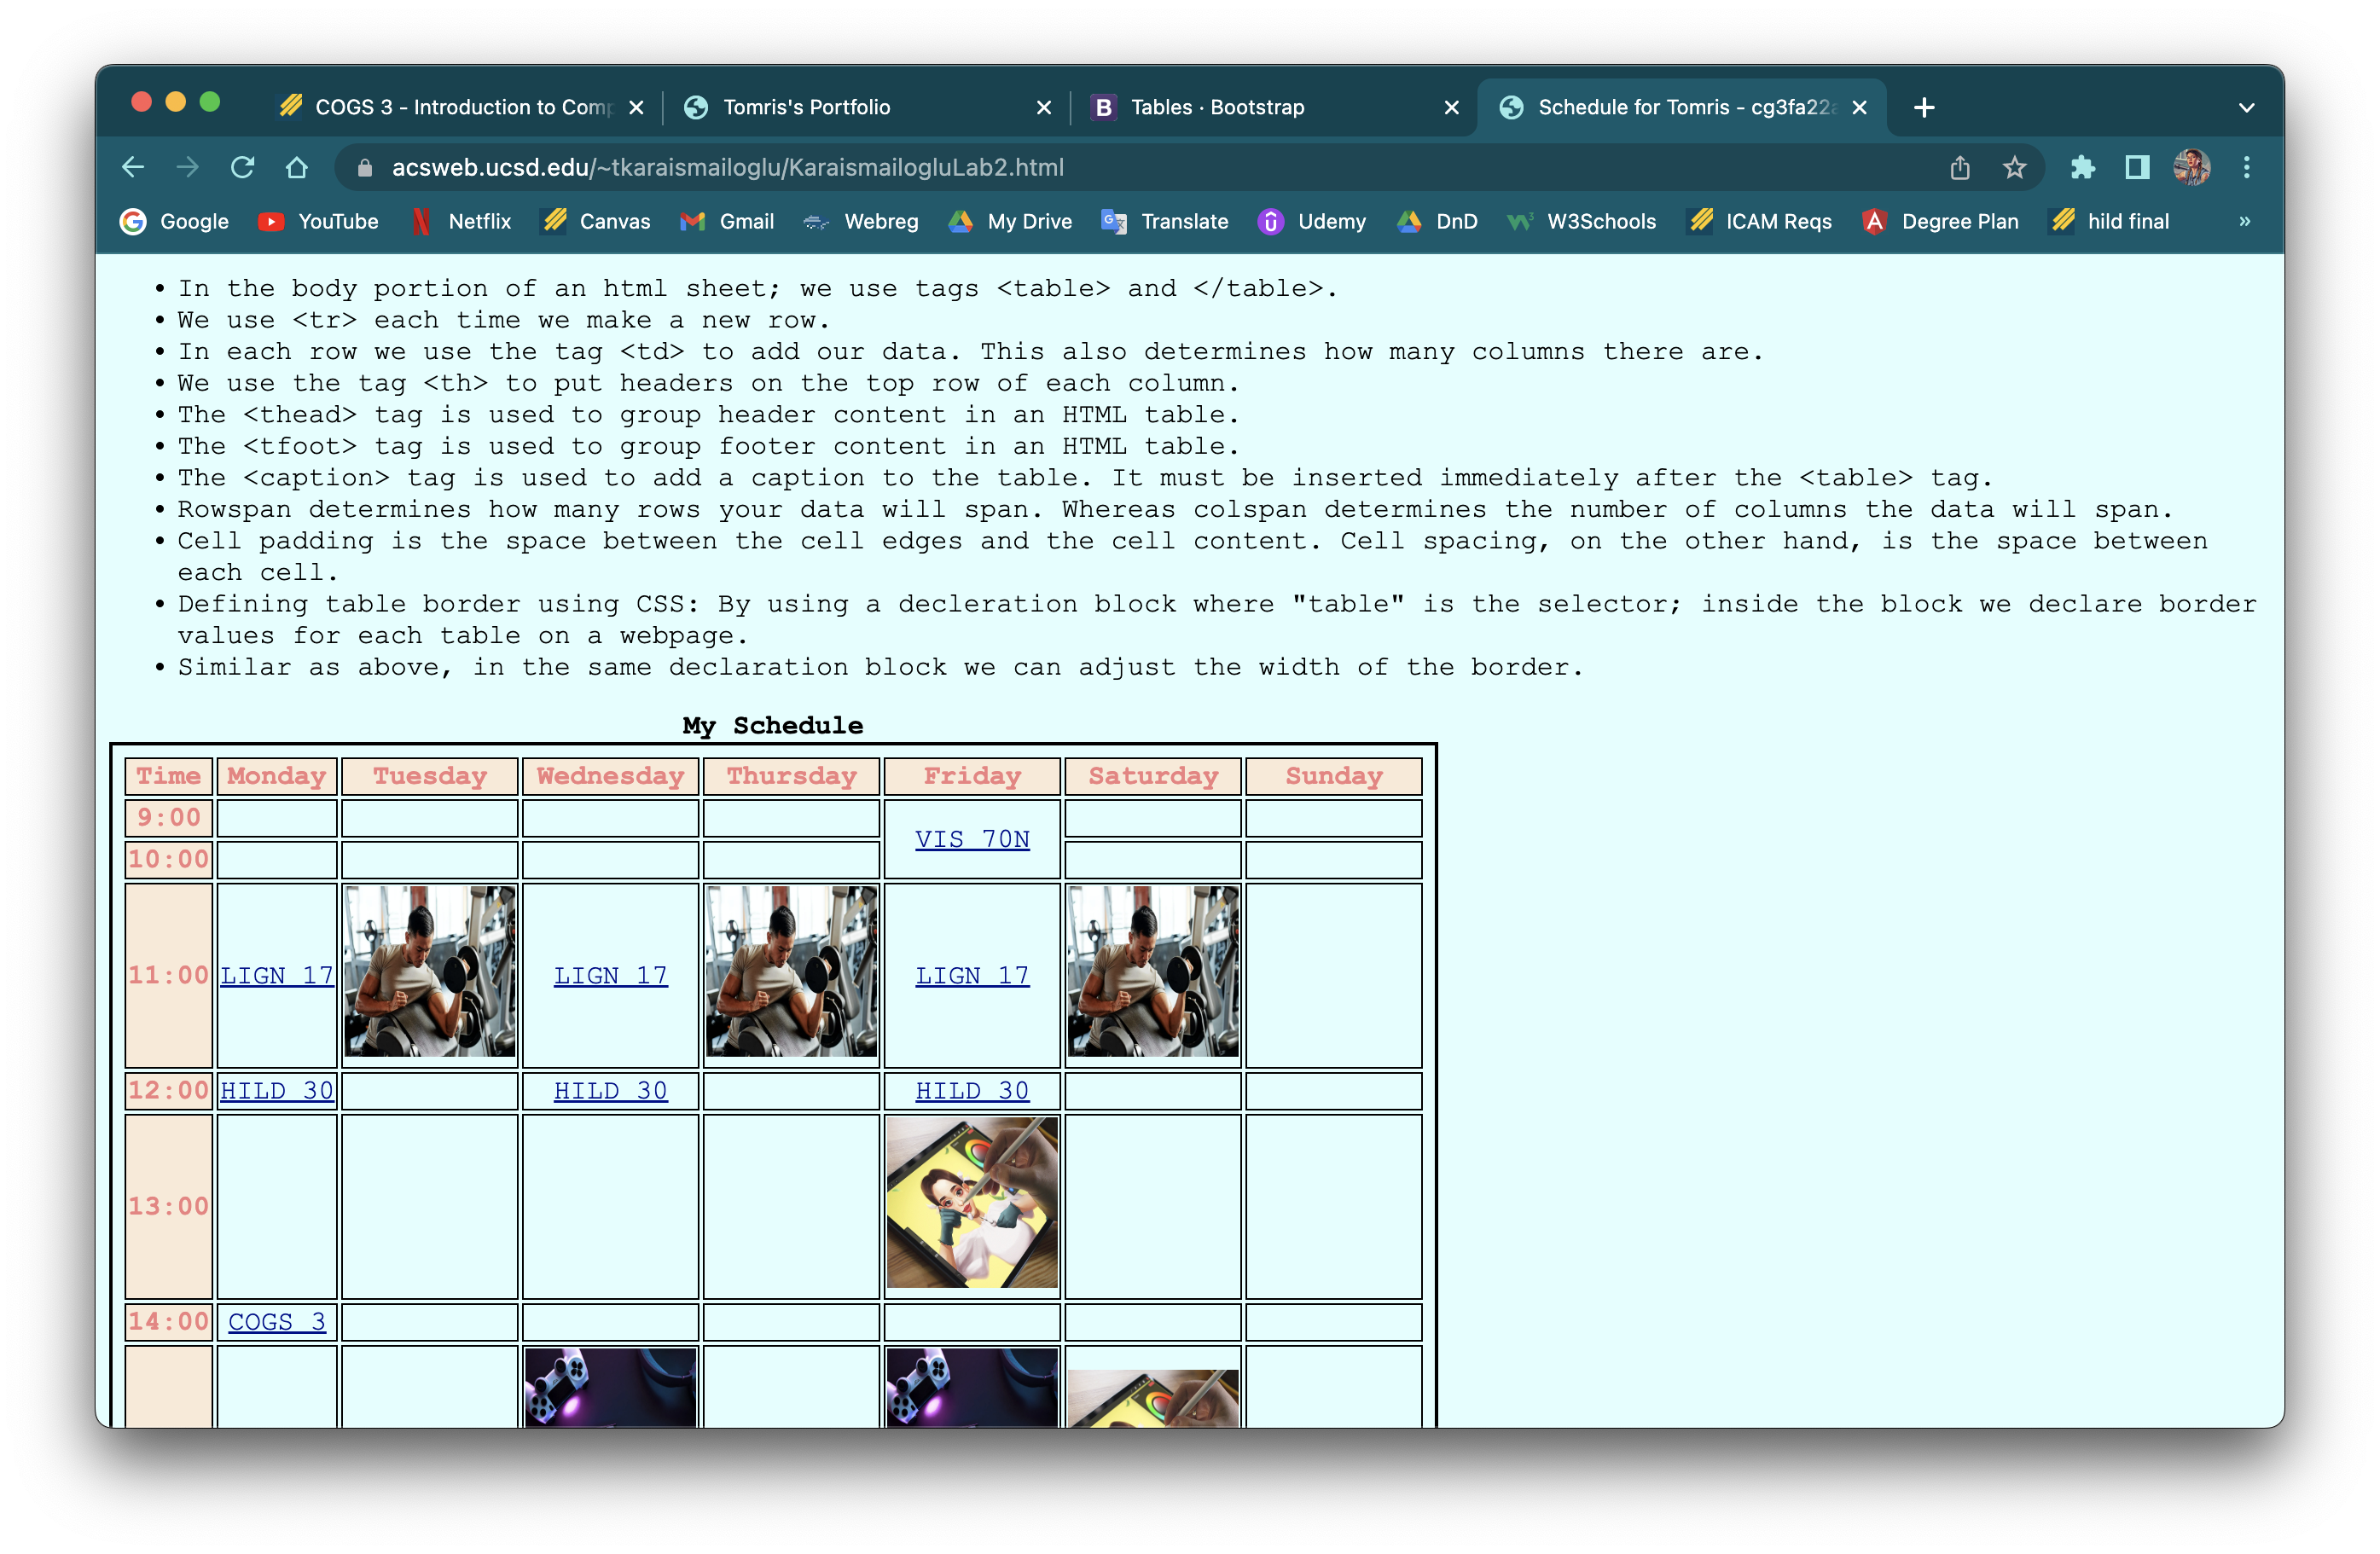 COGS 3 - Introduction to Comp
Tomris's Portfolio
B Tables · Bootstrap
Schedule for Tomris - cg3fa22a
acsweb.ucsd.edu/~tkaraismailoglu/KaraismailogluLab2.html
Google YouTube Netflix Canvas Gmail Webreg My Drive Translate Udemy DnD W3Schools ICAM Reqs Degree Plan hild final »
• In the body portion of an html sheet; we use tags <table> and </table>.
• We use <tr> each time we make a new row.
• In each row we use the tag <td> to add our data. This also determines how many columns there are.
• We use the tag <th> to put headers on the top row of each column.
• The <thead> tag is used to group header content in an HTML table.
• The <tfoot> tag is used to group footer content in an HTML table.
• The <caption> tag is used to add a caption to the table. It must be inserted immediately after the <table> tag.
• Rowspan determines how many rows your data will span. Whereas colspan determines the number of columns the data will span.
• Cell padding is the space between the cell edges and the cell content. Cell spacing, on the other hand, is the space between
each cell.
• Defining table border using CSS: By using a decleration block where "table" is the selector; inside the block we declare border
values for each table on a webpage.
• Similar as above, in the same declaration block we can adjust the width of the border.
My Schedule
Time Monday Tuesday Wednesday Thursday Friday Saturday Sunday
9:00
VIS 70N
10:00
11:00 LIGN 17 LIGN 17 LIGN 17
12:00 HILD 30 HILD 30 HILD 30
13:00
14:00 COGS 3